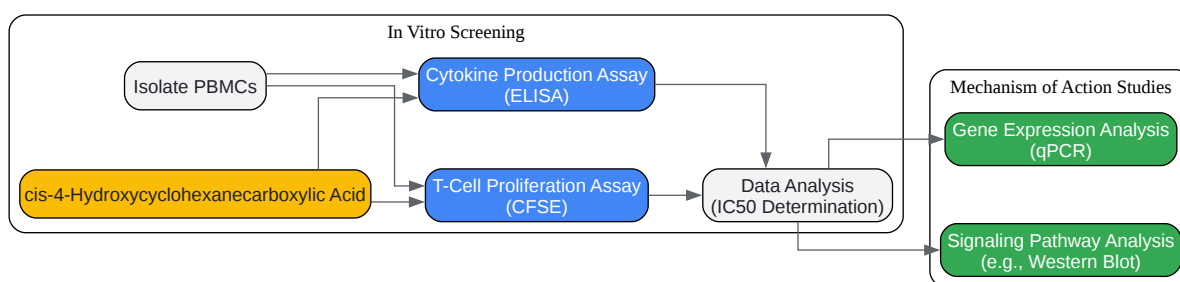 In Vitro Screening
Isolate PBMCs
Cytokine Production Assay
(ELISA)
cis-4-Hydroxycyclohexanecarboxylic Acid
T-Cell Proliferation Assay
(CFSE)
Data Analysis
(IC50 Determination)
Mechanism of Action Studies
Gene Expression Analysis
(qPCR)
Signaling Pathway Analysis
(e.g., Western Blot)